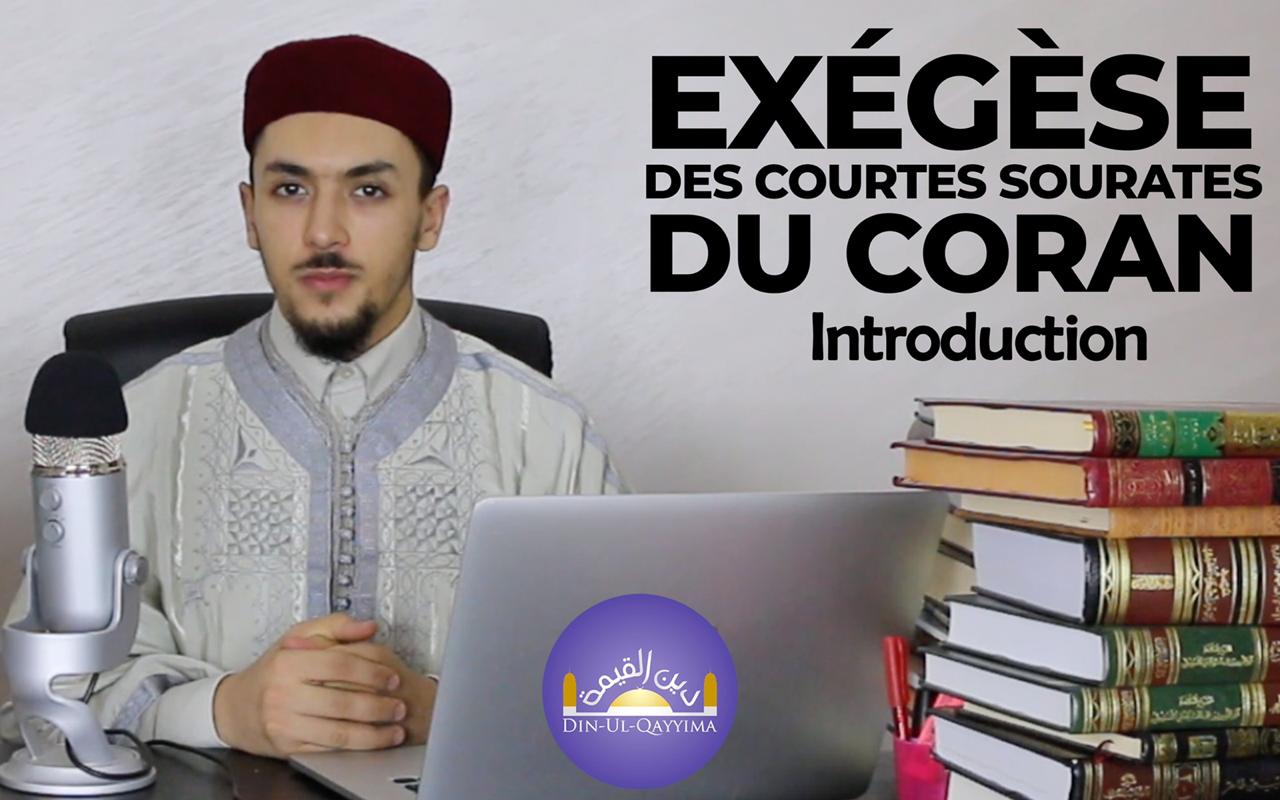 EXÉGÈSE
DES COURTES SOURATES
DU CORAN
Introduction
دين القيمة
DIN-UL-QAYYIMA